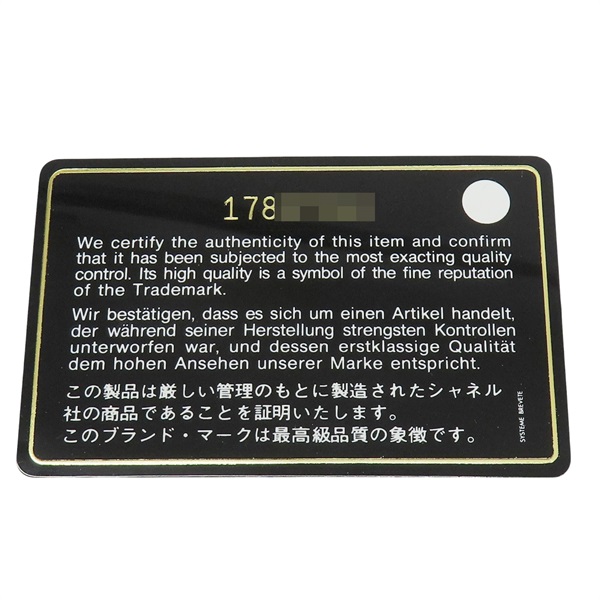 178
We certify the authenticity of this item and confirm
that it has been subjected to the most exacting quality
control. Its high quality is a symbol of the fine reputation
of the Trademark.
Wir bestätigen, dass es sich um einen Artikel handelt,
der während seiner Herstellung strengsten Kontrollen
unterworfen war, und dessen erstklassige Qualität
dem hohen Ansehen unserer Marke entspricht.
この製品は厳しい管理のもとに製造されたシャネル
社の商品であることを証明いたします。
このブランド・マークは最高級品質の象徴です。
SYSTEME BREVETE